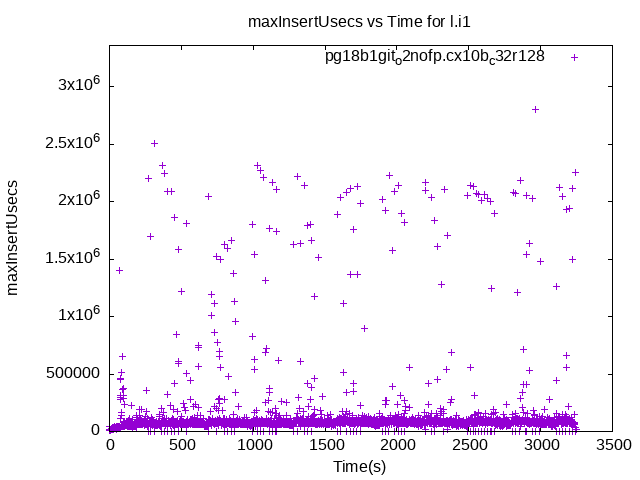 maxInsertUsecs vs Time for l.i1
pg18b1git_o2nofp.cx10b_c32r128
maxInsertUsecs
3x10^6
2.5x10^6
2x10^6
1.5x10^6
1x10^6
500000
0
0 500 1000 1500 2000 2500 3000 3500
Time(s)